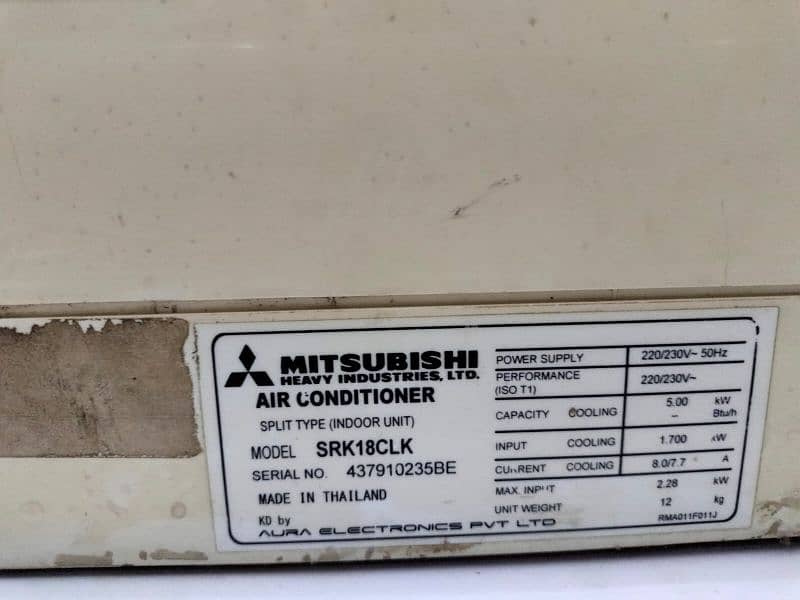 MITSUBISHI
HEAVY INDUSTRIES, LTD.
AIR CONDITIONER
SPLIT TYPE (INDOOR UNIT)
MODEL SRK18CLK
SERIAL NO. 437910235BE
MADE IN THAILAND
KD by
AURA ELECTRONICS PVT LTD
POWER SUPPLY 220/230V~ 50Hz
PERFORMANCE (ISO T1) 220/230V~
CAPACITY COOLING 5.00 kW
– Btu/h
INPUT COOLING 1.700 kW
CURRENT COOLING 8.0/7.7 A
MAX. INPUT 2.28 kW
UNIT WEIGHT 12 kg
RMA011F011J